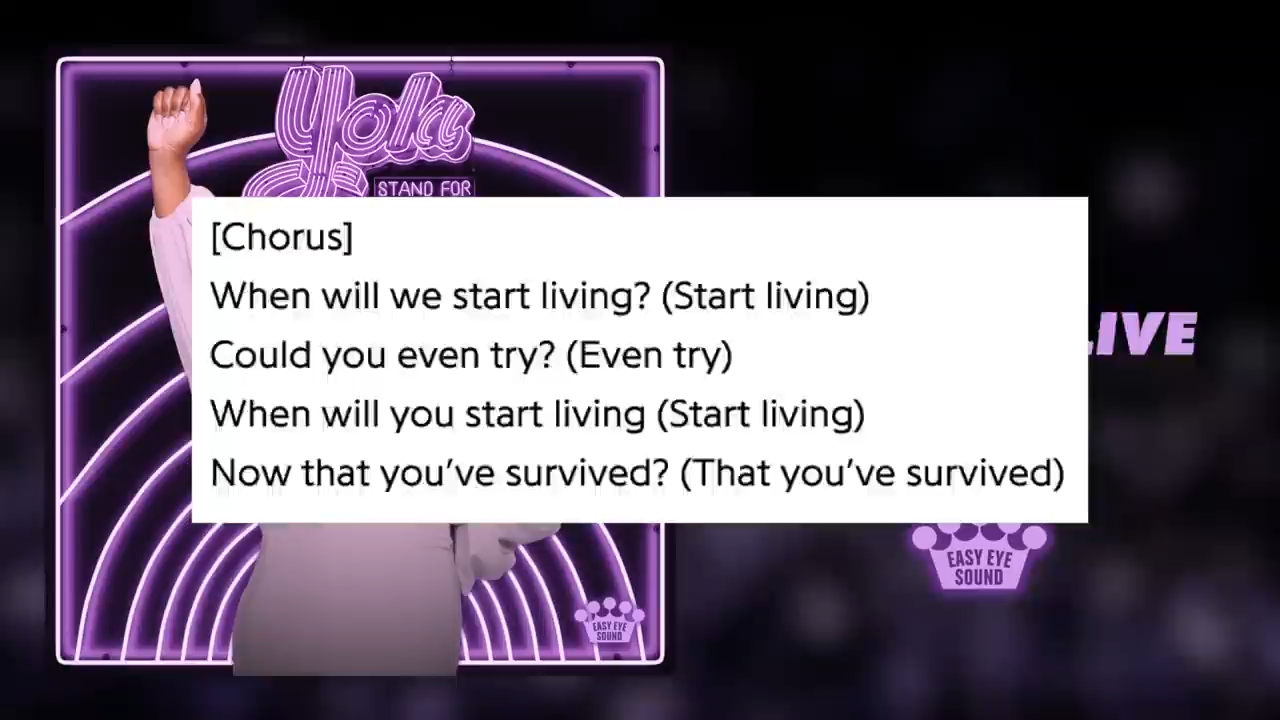 Yola
STAND FOR
[Chorus]
When will we start living? (Start living)
Could you even try? (Even try)
When will you start living (Start living)
Now that you’ve survived? (That you’ve survived)
LIVE
EASY EYE
SOUND
EASY EYE
SOUND